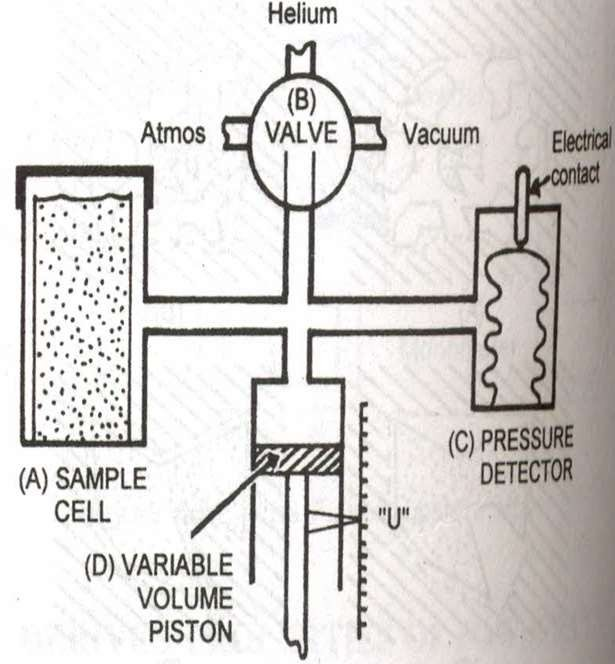 Helium
(B)
Atmos VALVE Vacuum
Electrical
contact
(C) PRESSURE
DETECTOR
(A) SAMPLE
CELL
"U"
(D) VARIABLE
VOLUME
PISTON